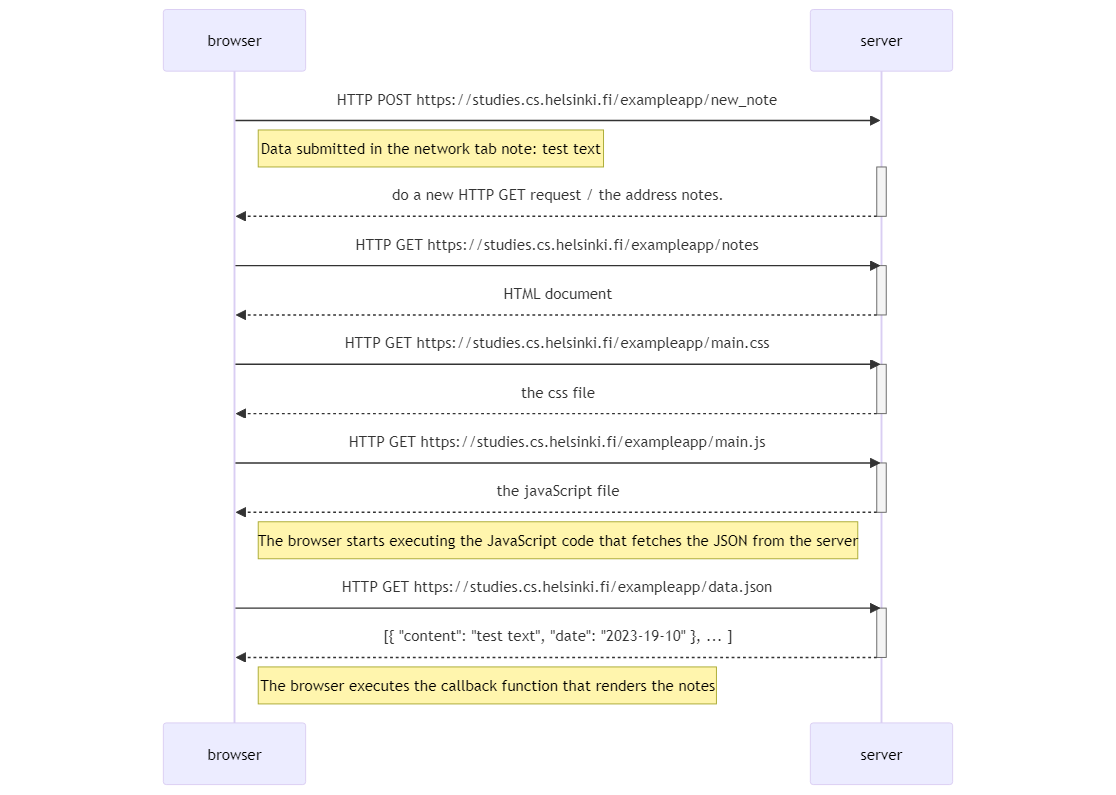 browser
server
HTTP POST https://studies.cs.helsinki.fi/exampleapp/new_note
Data submitted in the network tab note: test text
do a new HTTP GET request / the address notes.
HTTP GET https://studies.cs.helsinki.fi/exampleapp/notes
HTML document
HTTP GET https://studies.cs.helsinki.fi/exampleapp/main.css
the css file
HTTP GET https://studies.cs.helsinki.fi/exampleapp/main.js
the javaScript file
The browser starts executing the JavaScript code that fetches the JSON from the server
HTTP GET https://studies.cs.helsinki.fi/exampleapp/data.json
[{ "content": "test text", "date": "2023-19-10" }, ... ]
The browser executes the callback function that renders the notes
browser
server